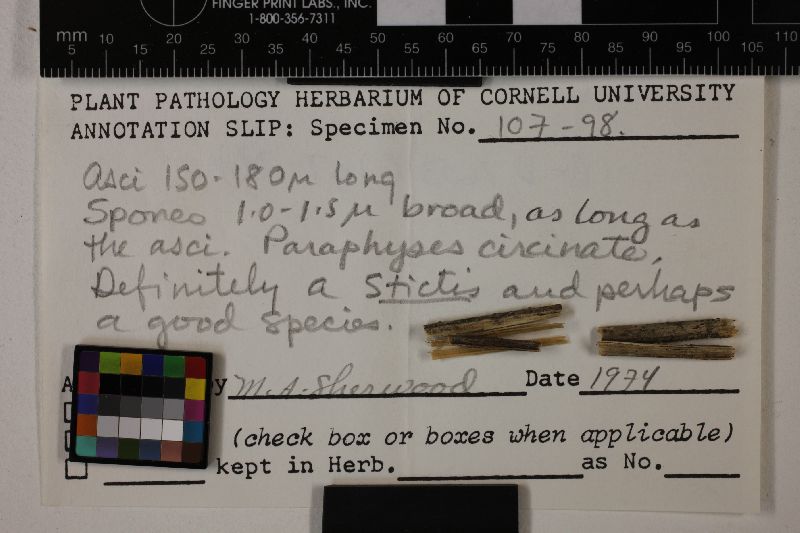 FINGER PRINT LABS., INC.
1-800-356-7311
mm 10 20 30 40 50 60 70 80 90 100 110
5 15 25 35 45 55 65 75 85 95 105
PLANT PATHOLOGY HERBARIUM OF CORNELL UNIVERSITY
ANNOTATION SLIP: Specimen No. 107-98.
Asci 150-180μ long
Spores 1.0-1.5μ broad, as long as
the asci. Paraphyses circinate.
Definitely a Stictis and perhaps
a good species.
y M.A. Sherwood Date 1974
(check box or boxes when applicable)
kept in Herb. as No.